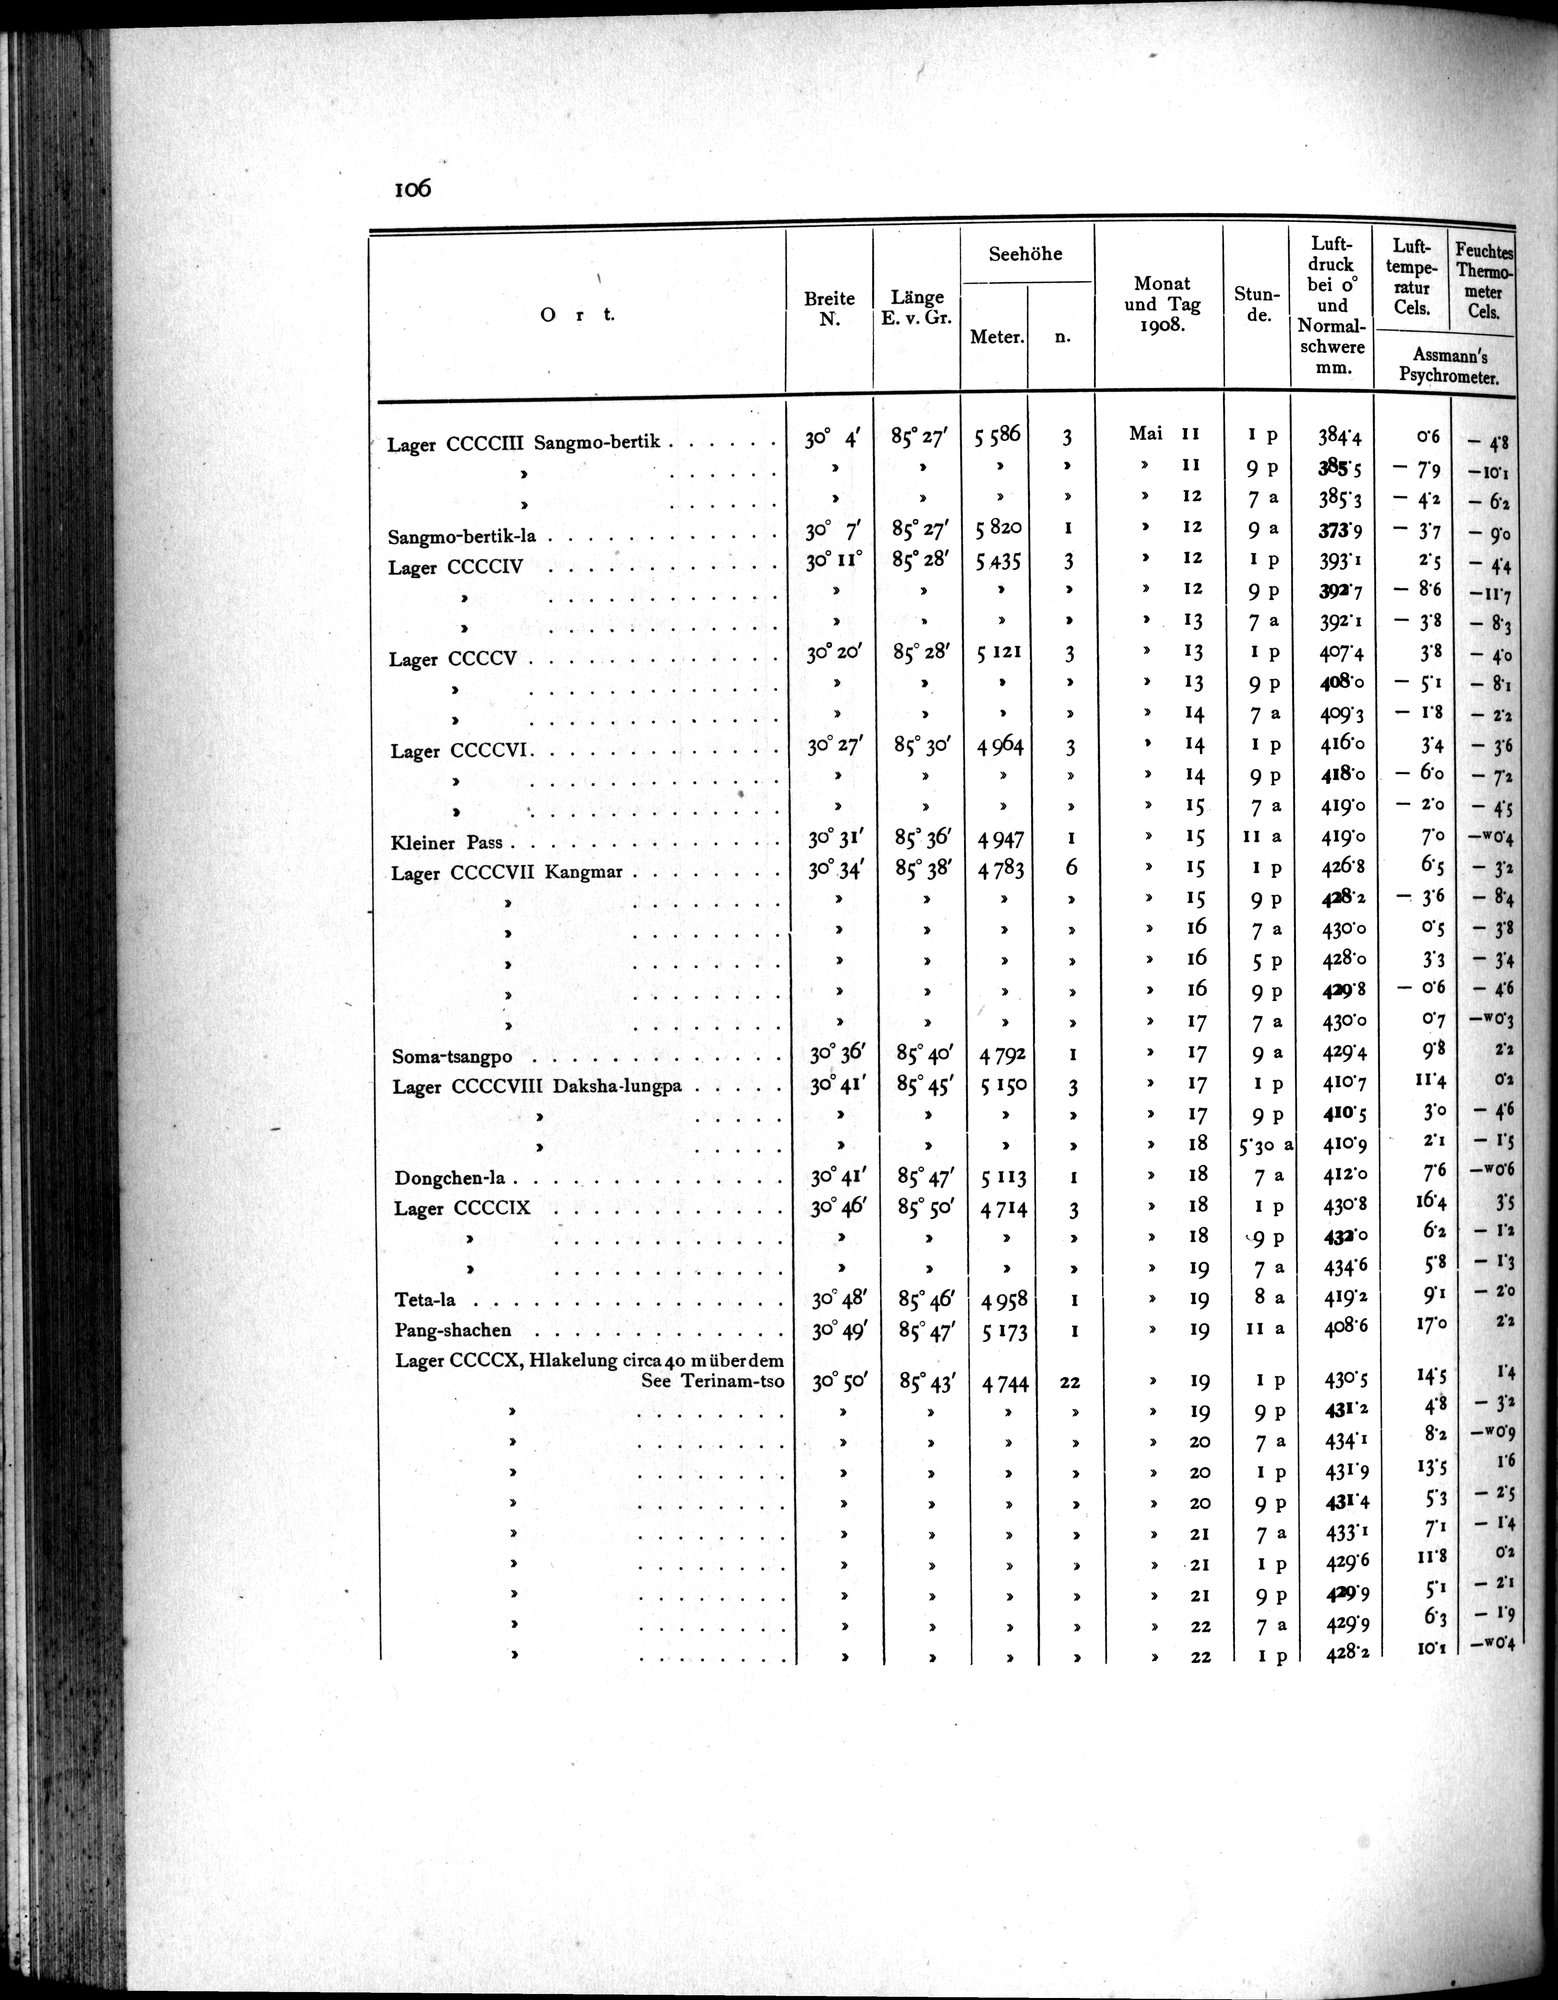 106
Ort. Breite N. Länge E. v. Gr. Seehöhe Meter. n. Monat und Tag 1908. Stun-de. Luft-druck bei 0° und Normal-schwere mm. Luft-tempe-ratur Cels. Feuchtes Thermo-meter Cels. Assmann's Psychrometer.
Lager CCCCIII Sangmo-bertik . . . . . . 30° 4′ 85° 27′ 5 586 3 Mai 11 1 p 384·4 0·6 — 4·8
» . . . . . . » » » » » 11 9 p 385·5 — 7·9 —10·1
» . . . . . . » » » » » 12 7 a 385·3 — 4·2 — 6·2
Sangmo-bertik-la . . . . . . . . . . . 30° 7′ 85° 27′ 5 820 1 » 12 9 a 373·9 — 3·7 — 9·0
Lager CCCCIV . . . . . . . . . . . 30° 11° 85° 28′ 5 435 3 » 12 1 p 393·1 2·5 — 4·4
» . . . . . . . . . . . » » » » » 12 9 p 392·7 — 8·6 —11·7
» . . . . . . . . . . . » » » » » 13 7 a 392·1 — 3·8 — 8·3
Lager CCCCV . . . . . . . . . . . . 30° 20′ 85° 28′ 5 121 3 » 13 1 p 407·4 3·8 — 4·0
» . . . . . . . . . . . . » » » » » 13 9 p 408·0 — 5·1 — 8·1
» . . . . . . . . . . . . » » » » » 14 7 a 409·3 — 1·8 — 2·2
Lager CCCCVI. . . . . . . . . . . . 30° 27′ 85° 30′ 4 964 3 » 14 1 p 416·0 3·4 — 3·6
» . . . . . . . . . . . . » » » » » 14 9 p 418·0 — 6·0 — 7·2
» . . . . . . . . . . . . » » » » » 15 7 a 419·0 — 2·0 — 4·5
Kleiner Pass . . . . . . . . . . . . . 30° 31′ 85° 36′ 4 947 1 » 15 11 a 419·0 7·0 —w0·4
Lager CCCCVII Kangmar . . . . . . . . 30° 34′ 85° 38′ 4 783 6 » 15 1 p 426·8 6·5 — 3·2
» . . . . . . . . » » » » » 15 9 p 428·2 — 3·6 — 8·4
» . . . . . . . . » » » » » 16 7 a 430·0 0·5 — 3·8
» . . . . . . . . » » » » » 16 5 p 428·0 3·3 — 3·4
» . . . . . . . . » » » » » 16 9 p 429·8 — 0·6 — 4·6
» . . . . . . . . » » » » » 17 7 a 430·0 0·7 —w0·3
Soma-tsangpo . . . . . . . . . . . . 30° 36′ 85° 40′ 4 792 1 » 17 9 a 429·4 9·8 2·2
Lager CCCCVIII Daksha-lungpa . . . . . 30° 41′ 85° 45′ 5 150 3 » 17 1 p 410·7 11·4 0·2
» . . . . . » » » » » 17 9 p 410·5 3·0 — 4·6
» . . . . . » » » » » 18 5·30 a 410·9 2·1 — 1·5
Dongchen-la . . . . . . . . . . . . . 30° 41′ 85° 47′ 5 113 1 » 18 7 a 412·0 7·6 —w0·6
Lager CCCCIX . . . . . . . . . . . 30° 46′ 85° 50′ 4 714 3 » 18 1 p 430·8 16·4 3·5
» . . . . . . . . . . . » » » » » 18 9 p 432·0 6·2 — 1·2
» . . . . . . . . . . . » » » » » 19 7 a 434·6 5·8 — 1·3
Teta-la . . . . . . . . . . . . . . . 30° 48′ 85° 46′ 4 958 1 » 19 8 a 419·2 9·1 — 2·0
Pang-shachen . . . . . . . . . . . . 30° 49′ 85° 47′ 5 173 1 » 19 11 a 408·6 17·0 2·2
Lager CCCCX, Hlakelung circa 40 m über dem
See Terinam-tso 30° 50′ 85° 43′ 4 744 22 » 19 1 p 430·5 14·5 1·4
» . . . . . . . . » » » » » 19 9 p 431·2 4·8 — 3·2
» . . . . . . . . » » » » » 20 7 a 434·1 8·2 —w0·9
» . . . . . . . . » » » » » 20 1 p 431·9 13·5 1·6
» . . . . . . . . » » » » » 20 9 p 431·4 5·3 — 2·5
» . . . . . . . . » » » » » 21 7 a 433·1 7·1 — 1·4
» . . . . . . . . » » » » » 21 1 p 429·6 11·8 0·2
» . . . . . . . . » » » » » 21 9 p 429·9 5·1 — 2·1
» . . . . . . . . » » » » » 22 7 a 429·9 6·3 — 1·9
» . . . . . . . . » » » » » 22 1 p 428·2 10·1 —w0·4